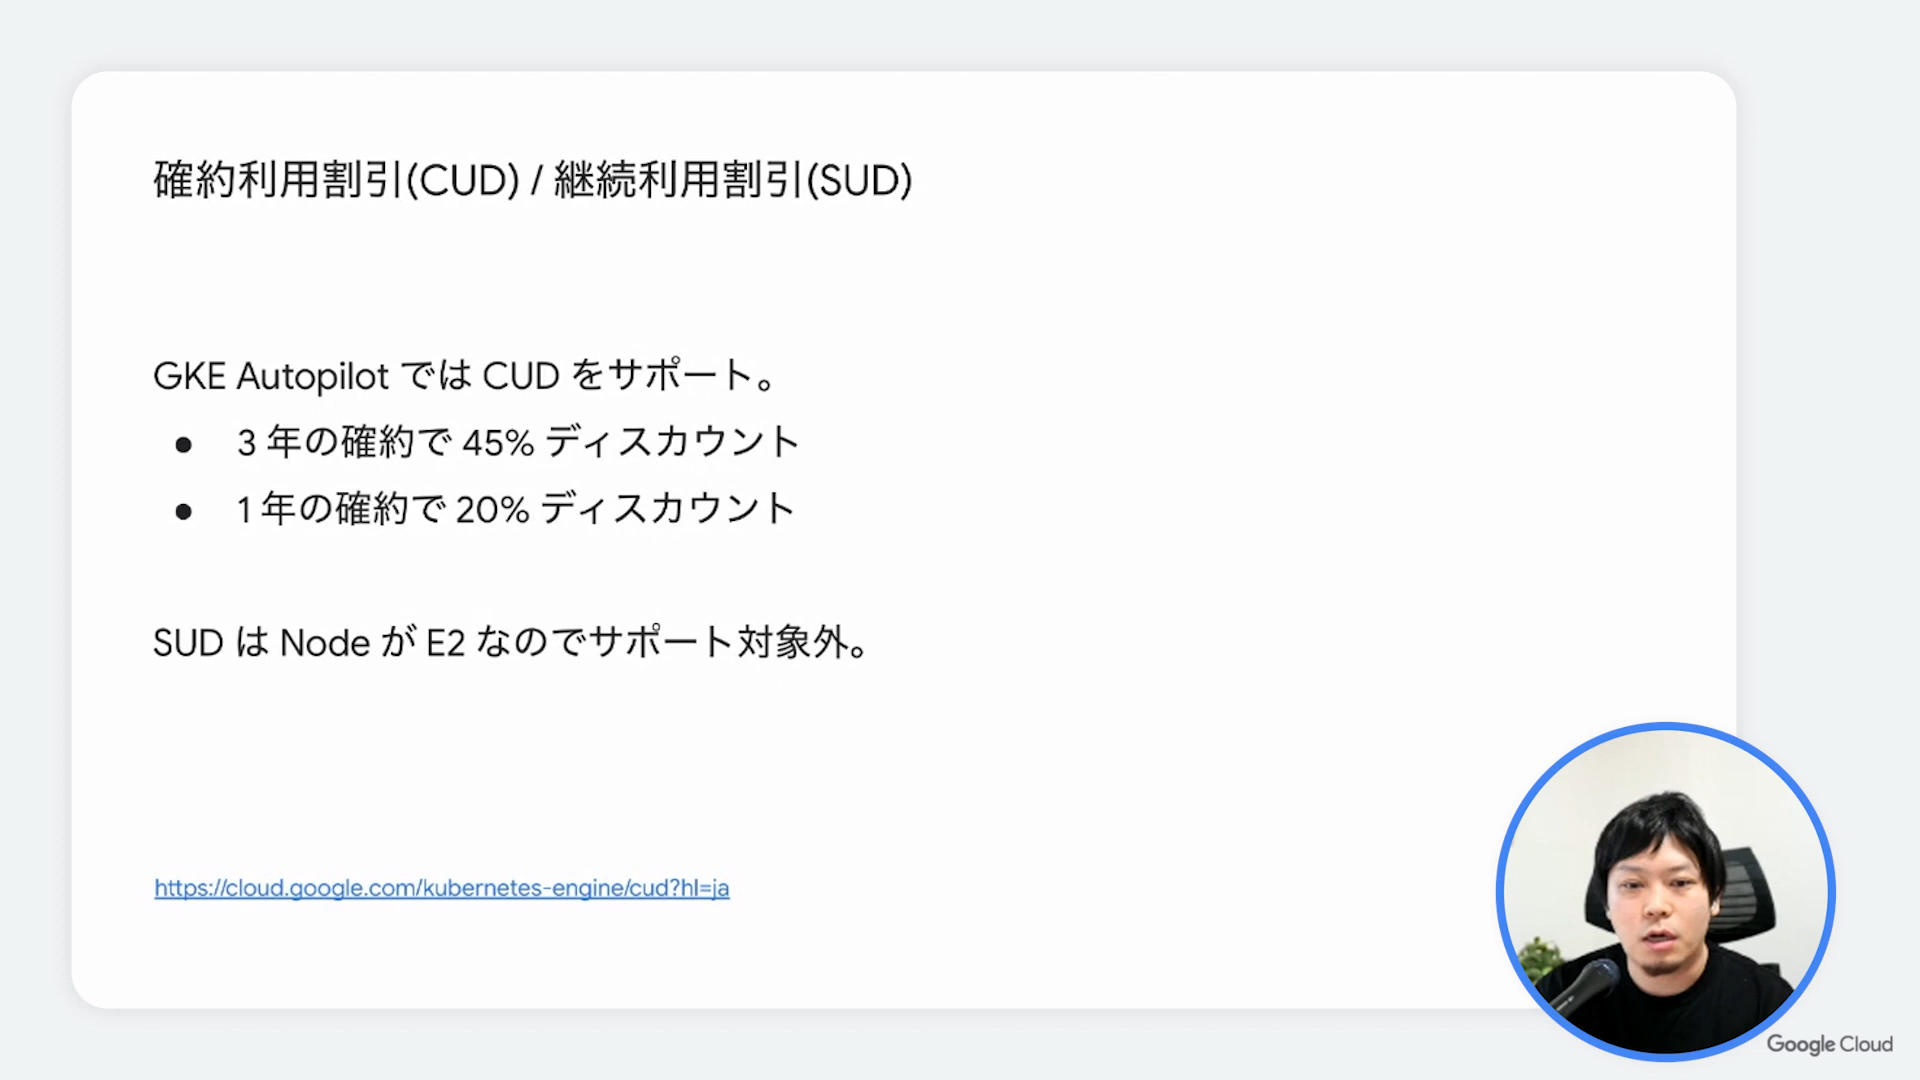 確約利用割引(CUD) / 継続利用割引(SUD)
GKE Autopilot では CUD をサポート。
● 3 年の確約で 45% ディスカウント
● 1 年の確約で 20% ディスカウント
SUD は Node が E2 なのでサポート対象外。
https://cloud.google.com/kubernetes-engine/cud?hl=ja
Google Cloud